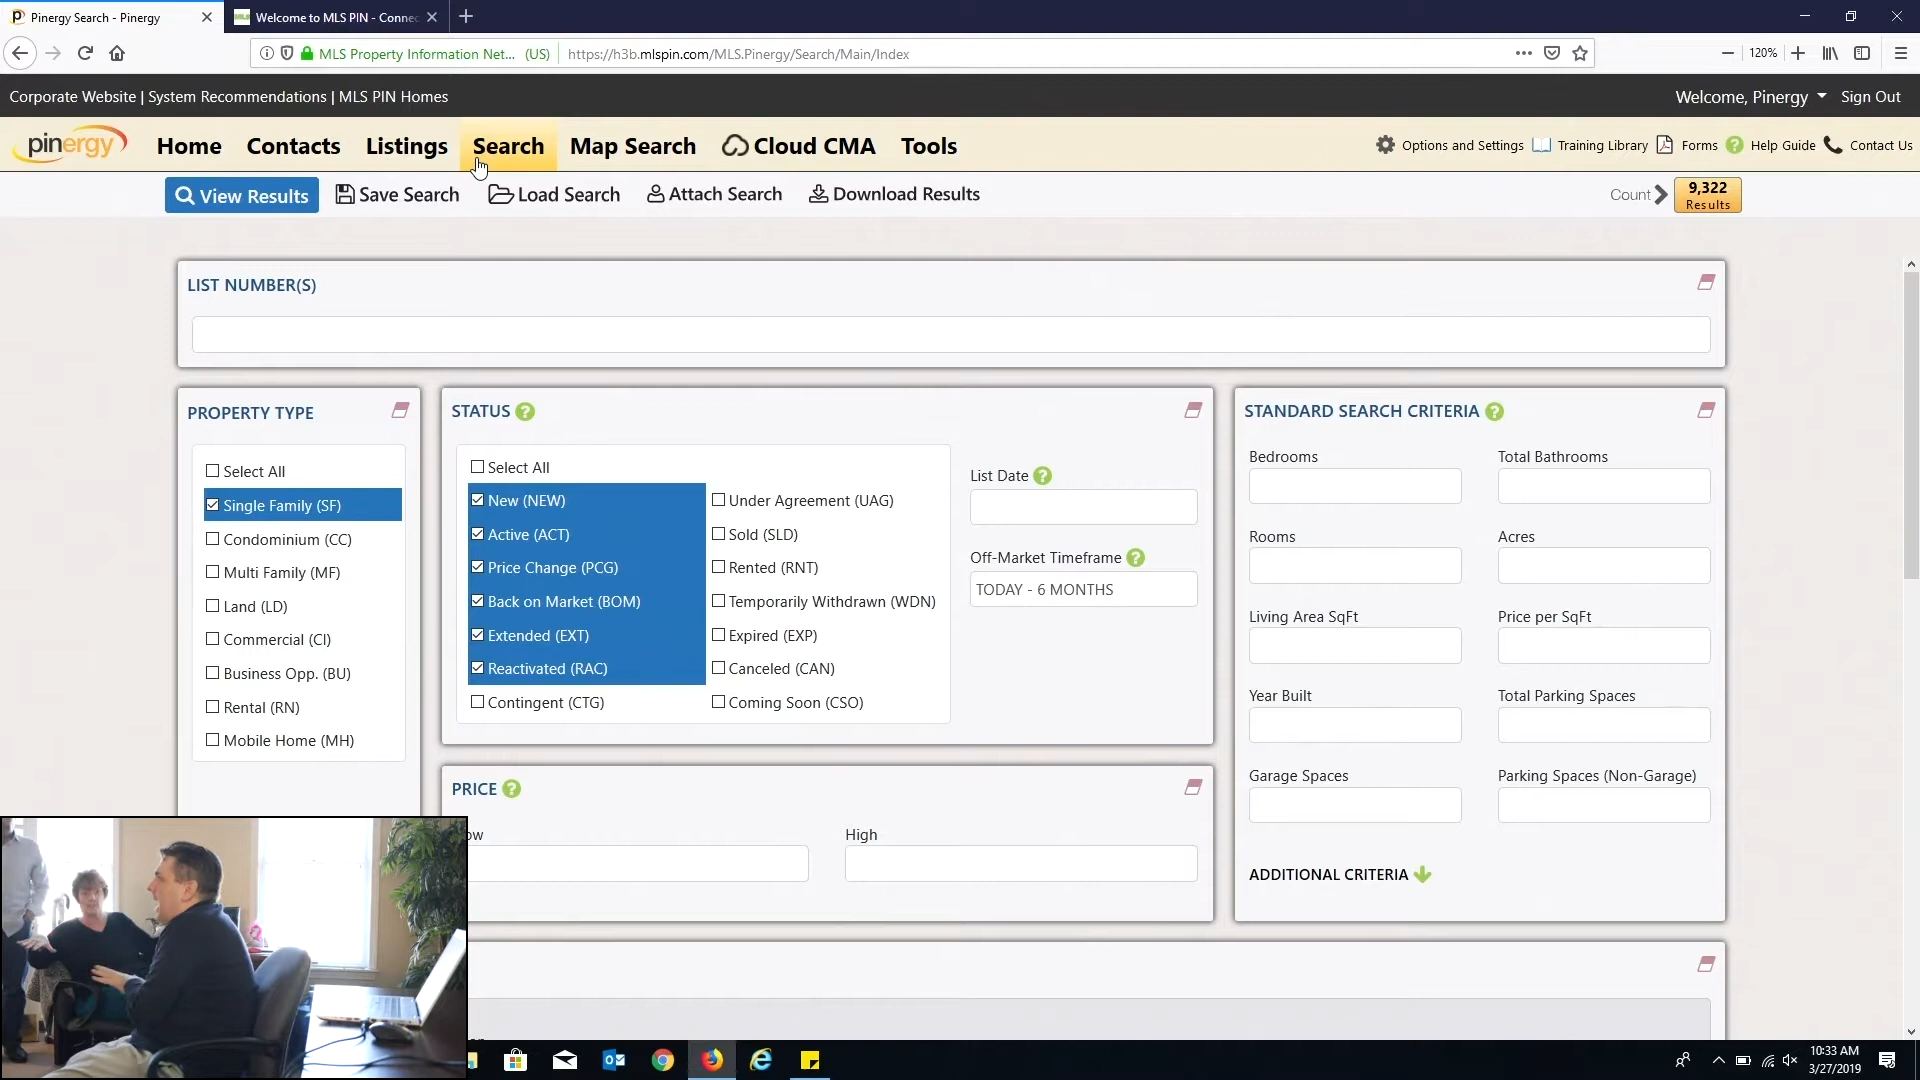 Pinergy Search - Pinergy
Welcome to MLS PIN - Connec
MLS Property Information Net... (US) https://h3b.mlspin.com/MLS.Pinergy/Search/Main/Index
120%
Corporate Website | System Recommendations | MLS PIN Homes
Welcome, Pinergy Sign Out
pinergy Home Contacts Listings Search Map Search Cloud CMA Tools
Options and Settings Training Library Forms Help Guide Contact Us
View Results Save Search Load Search Attach Search Download Results
Count 9,322
Results
LIST NUMBER(S)
PROPERTY TYPE
Select All
Single Family (SF)
Condominium (CC)
Multi Family (MF)
Land (LD)
Commercial (CI)
Business Opp. (BU)
Rental (RN)
Mobile Home (MH)
STATUS
Select All
New (NEW)
Active (ACT)
Price Change (PCG)
Back on Market (BOM)
Extended (EXT)
Reactivated (RAC)
Contingent (CTG)
Under Agreement (UAG)
Sold (SLD)
Rented (RNT)
Temporarily Withdrawn (WDN)
Expired (EXP)
Canceled (CAN)
Coming Soon (CSO)
List Date
Off-Market Timeframe
TODAY - 6 MONTHS
PRICE
ow
High
STANDARD SEARCH CRITERIA
Bedrooms
Total Bathrooms
Rooms
Acres
Living Area SqFt
Price per SqFt
Year Built
Total Parking Spaces
Garage Spaces
Parking Spaces (Non-Garage)
ADDITIONAL CRITERIA
10:33 AM
3/27/2019